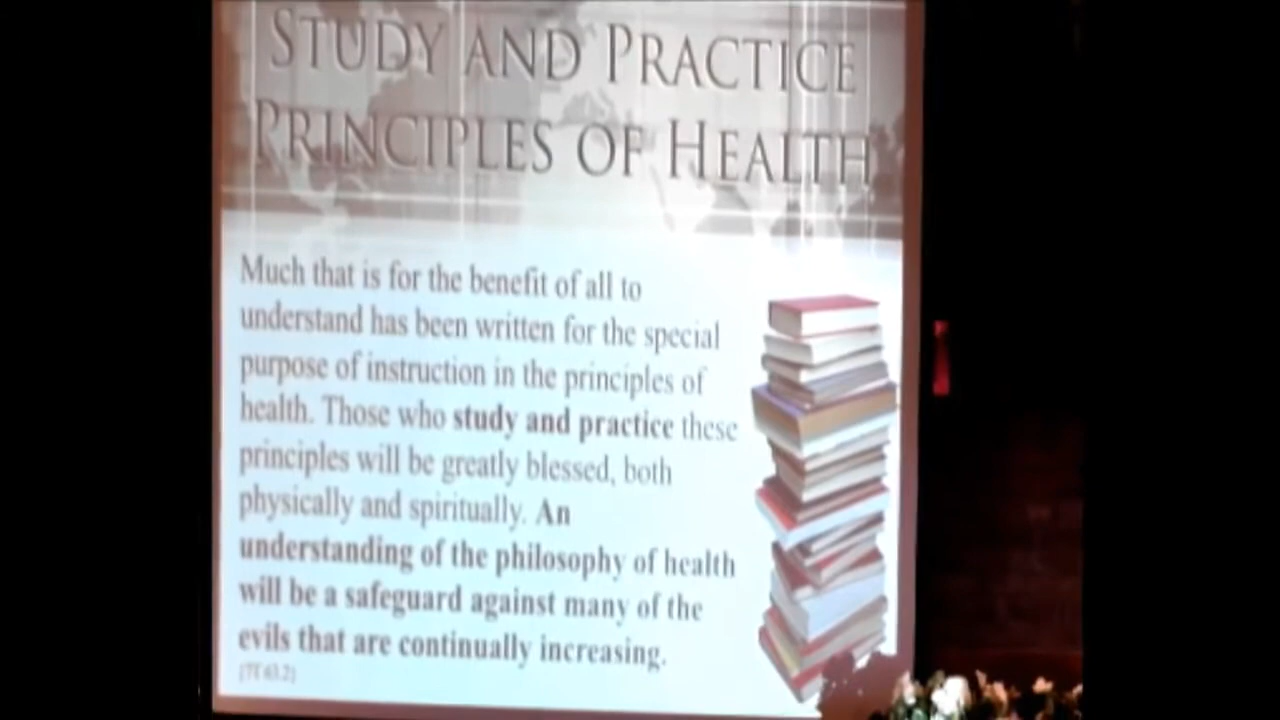 STUDY AND PRACTICE
PRINCIPLES OF HEALTH
Much that is for the benefit of all to
understand has been written for the special
purpose of instruction in the principles of
health. Those who study and practice these
principles will be greatly blessed, both
physically and spiritually. An
understanding of the philosophy of health
will be a safeguard against many of the
evils that are continually increasing.
{7T 63.2}